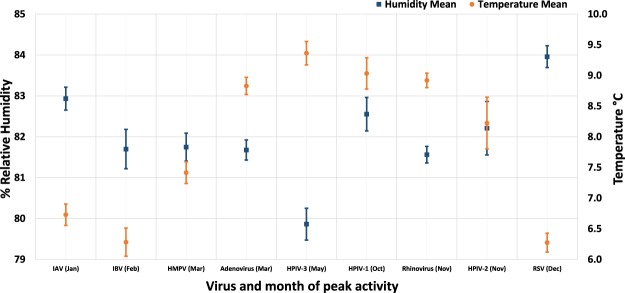 Humidity Mean Temperature Mean
85 10.0
84 9.5
83 9.0
82 8.5
8.0
81 7.5
7.0
80 6.5
79 6.0
% Relative Humidity
Temperature °C
IAV (Jan) IBV (Feb) HMPV (Mar) Adenovirus (Mar) HPIV-3 (May) HPIV-1 (Oct) Rhinovirus (Nov) HPIV-2 (Nov) RSV (Dec)
Virus and month of peak activity